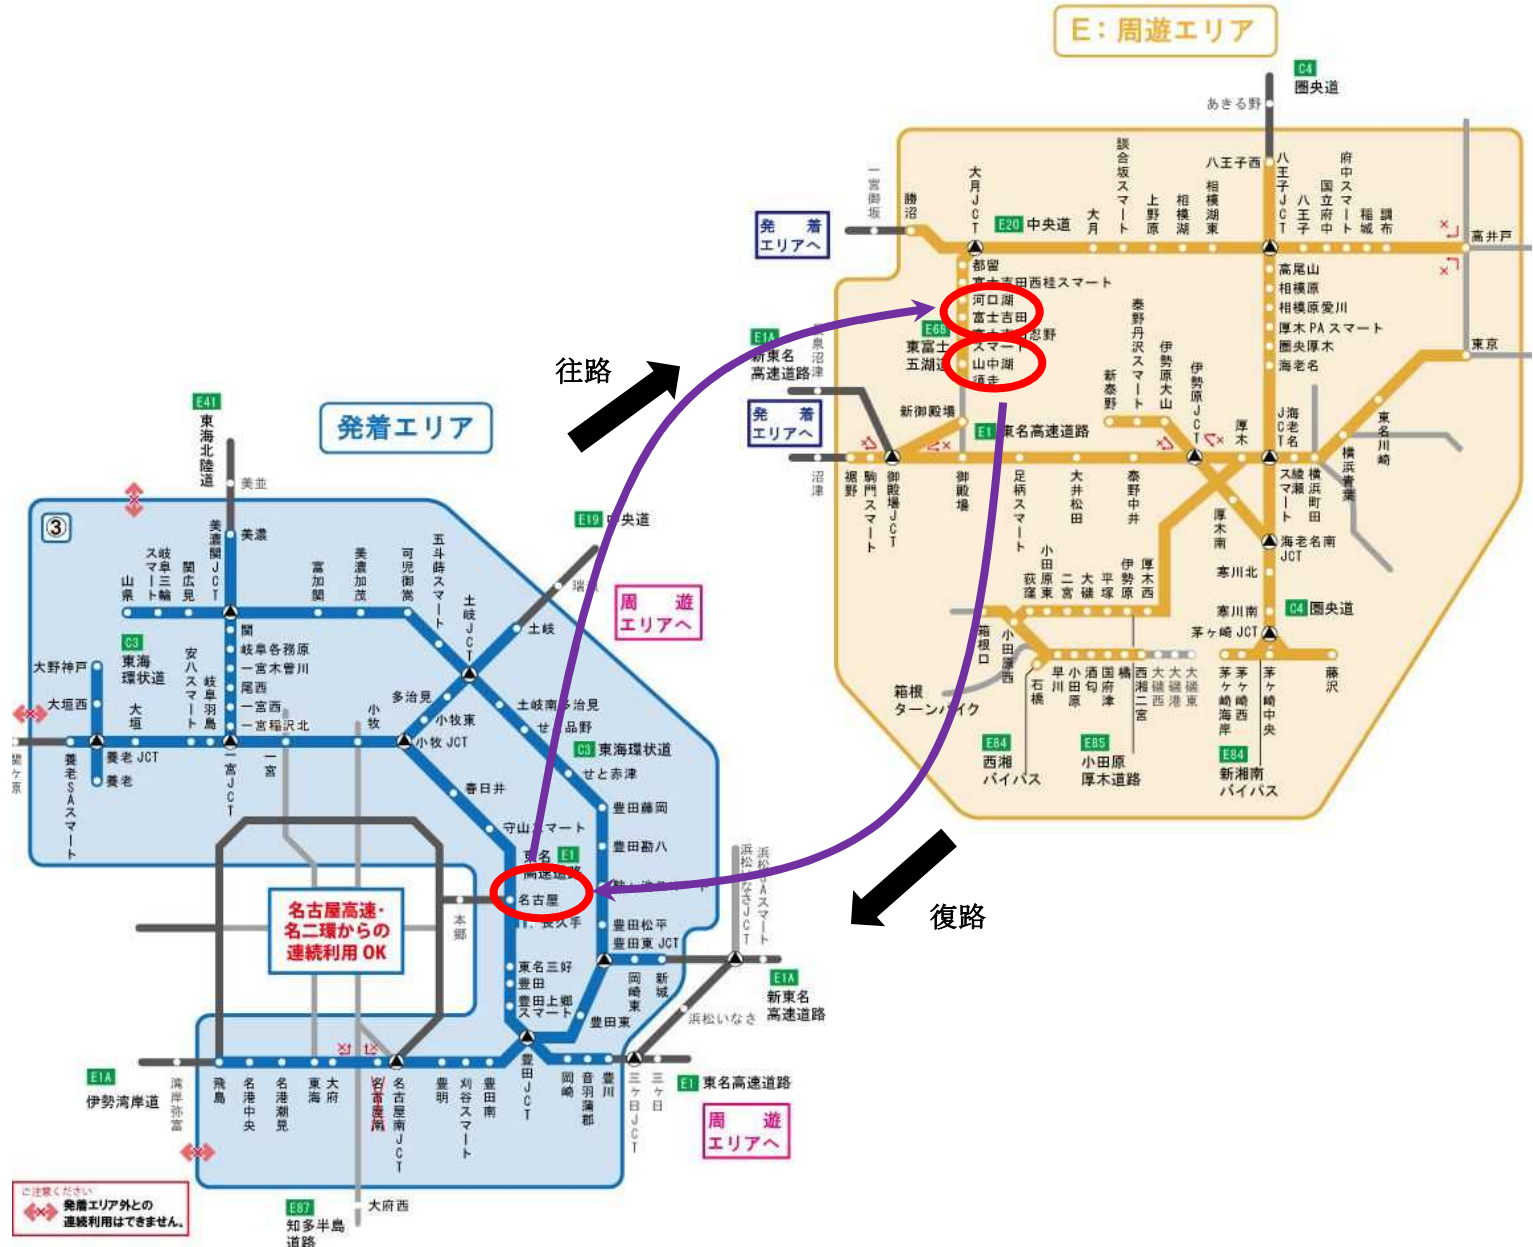 E：周遊エリア
C4
圏央道
あきる野
一宮御坂
勝沼
大月JCT
E20 中央道
大月
談合坂スマート
上野原
相模湖
相模湖東
八王子西
八王子JCT
八王子
国立府中
府中スマート
稲城
調布
高井戸
発 着
エリアへ
都留
富士吉田西桂スマート
河口湖
富士吉田
E68
東富士
五湖道
スマート
山中湖
須走
高尾山
相模原
相模原愛川
厚木PAスマート
圏央厚木
海老名
東京
E1A
新東名
高速道路
発 着
エリアへ
新御殿場
E1 東名高速道路
新秦野
秦野丹沢スマート
伊勢原大山
伊勢原JCT
厚木
海老名JCT
東名川崎
横浜青葉
沼津
裾野
駒門スマート
御殿場JCT
御殿場
足柄スマート
大井松田
秦野中井
厚木南
綾瀬スマート
横浜町田
海老名南
JCT
寒川北
寒川南
C4 圏央道
茅ヶ崎 JCT
荻窪
小田原東
二宮
大磯
平塚
伊勢原
厚木西
箱根口
小田原西
石橋
早川
小田原
酒匂
国府津
橘
西湘二宮
大磯西
大磯港
大磯東
茅ヶ崎海岸
茅ヶ崎西
茅ヶ崎中央
藤沢
箱根
ターンパイク
E84
西湘
バイパス
E85
小田原
厚木道路
E84
新湘南
バイパス
往路
復路
発着エリア
③
E41
東海北陸道
美並
美濃
美濃関JCT
山県
岐阜三輪スマート
関広見
富加関
美濃加茂
可児御嵩
五斗蒔スマート
土岐JCT
E19 中央道
土岐
周 遊
エリアへ
C3
東海
環状道
大野神戸
大垣西
大垣
安八スマート
岐阜羽島
関
岐阜各務原
一宮木曽川
尾西
一宮西
一宮稲沢北
小牧
多治見
小牧東
小牧 JCT
土岐南多治見
C3 東海環状道
せと赤津
関ヶ原
養老SAスマート
養老 JCT
養老
一宮JCT
一宮
春日井
守山スマート
豊田藤岡
豊田勘八
東名 E1
高速道路
名古屋
本郷
長久手
豊田松平
豊田東 JCT
名古屋高速・
名二環からの
連続利用 OK
東名三好
豊田
豊田上郷
スマート
岡崎東
新城
浜松いなさJCT
浜松SAスマート
E1A
新東名
高速道路
浜松いなさ
豊田東
E1A
伊勢湾岸道
湾岸弥富
飛島
名港中央
名港潮見
東海
大府
名古屋南
名古屋南JCT
豊明
刈谷スマート
豊田南
豊田JCT
岡崎
音羽蒲郡
豊川
三ヶ日JCT
三ヶ日
E1 東名高速道路
周 遊
エリアへ
ご注意ください
発着エリア外との
連続利用はできません。
E87
知多半島
道路
大府西